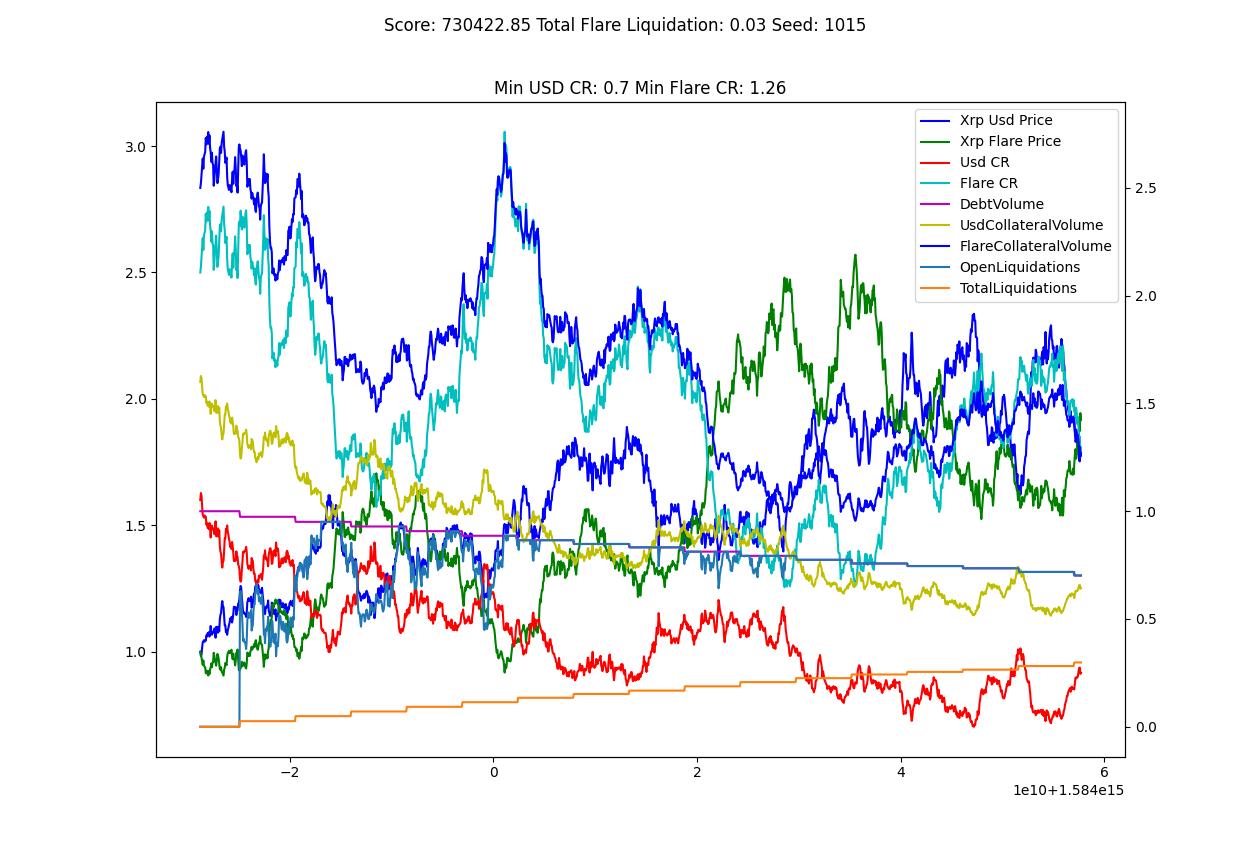 Score: 730422.85 Total Flare Liquidation: 0.03 Seed: 1015
Min USD CR: 0.7 Min Flare CR: 1.26
Xrp Usd Price
Xrp Flare Price
Usd CR
Flare CR
DebtVolume
UsdCollateralVolume
FlareCollateralVolume
OpenLiquidations
TotalLiquidations
3.0
2.5
2.0
1.5
1.0
2.5
2.0
1.5
1.0
0.5
0.0
−2 0 2 4 6
1e10+1.584e15